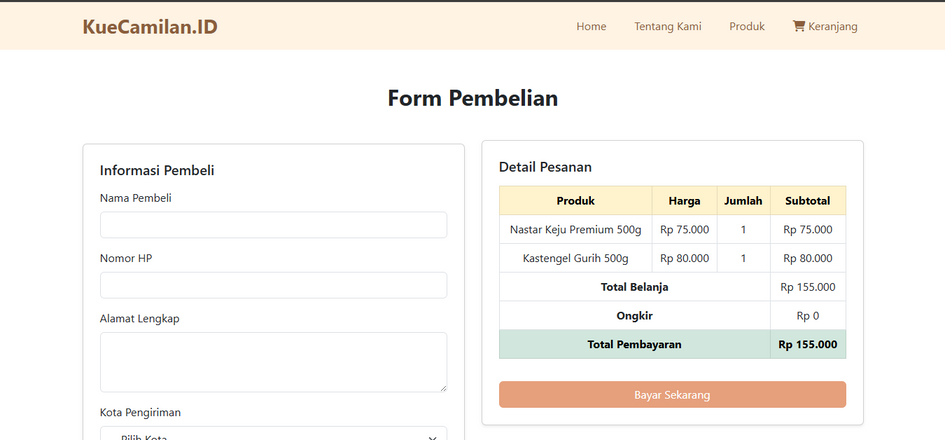 KueCamilan.ID
Home Tentang Kami Produk Keranjang
Form Pembelian
Informasi Pembeli
Nama Pembeli
Nomor HP
Alamat Lengkap
Kota Pengiriman
Pilih Kota
Detail Pesanan
Produk Harga Jumlah Subtotal
Nastar Keju Premium 500g Rp 75.000 1 Rp 75.000
Kastengel Gurih 500g Rp 80.000 1 Rp 80.000
Total Belanja Rp 155.000
Ongkir Rp 0
Total Pembayaran Rp 155.000
Bayar Sekarang